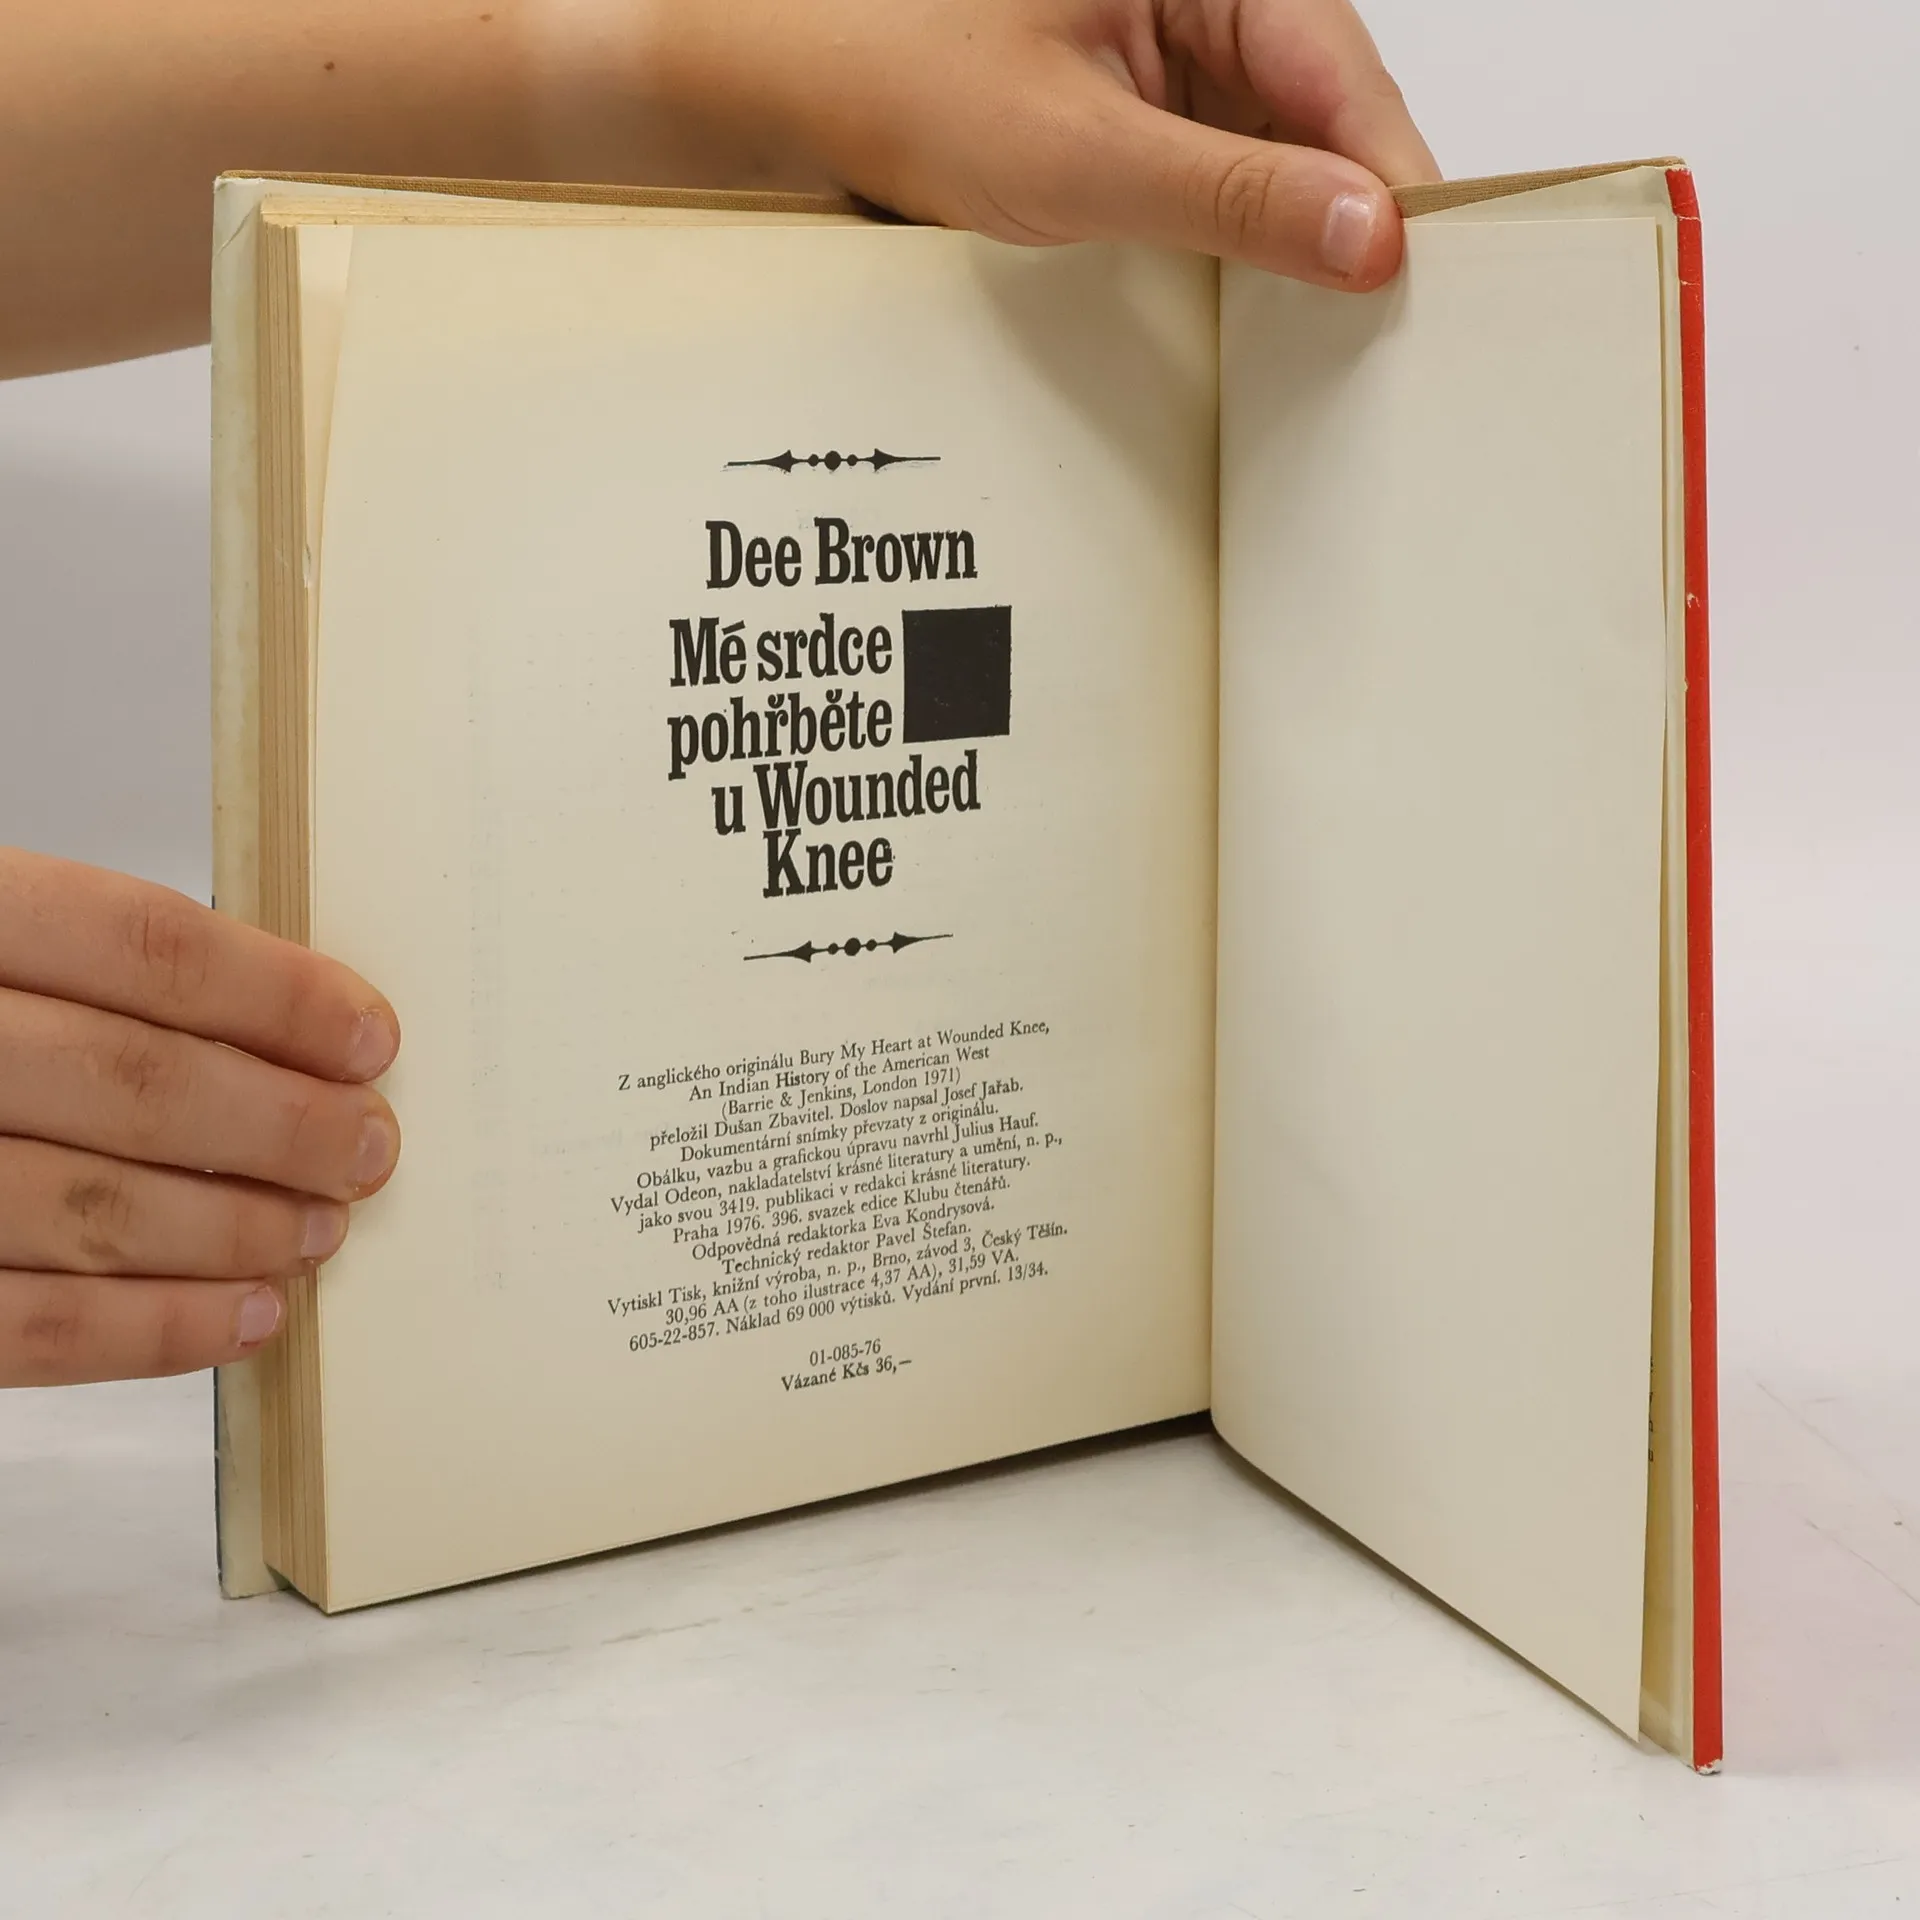 Dee Brown
Mé srdce
pohřběte
u Wounded
Knee
Z anglického originálu Bury My Heart at Wounded Knee,
An Indian History of the American West
(Barrie & Jenkins, London 1971)
přeložil Dušan Zbavitel. Doslov napsal Josef Jařab.
Dokumentární snímky převzaty z originálu.
Obálku, vazbu a grafickou úpravu navrhl Julius Hauf.
Vydal Odeon, nakladatelství krásné literatury a umění, n. p.,
jako svou 3419. publikaci v redakci krásné literatury.
Praha 1976. 396. svazek edice Klubu čtenářů.
Odpovědná redaktorka Eva Kondrysová.
Technický redaktor Pavel Štefan.
Vytiskl Tisk, knižní výroba, n. p., Brno, závod 3, Český Těšín.
30,96 AA (z toho ilustrace 4,37 AA), 31,59 VA.
605-22-857. Náklad 69 000 výtisků. Vydání první. 13/34.
01-085-76
Vázané Kčs 36,—